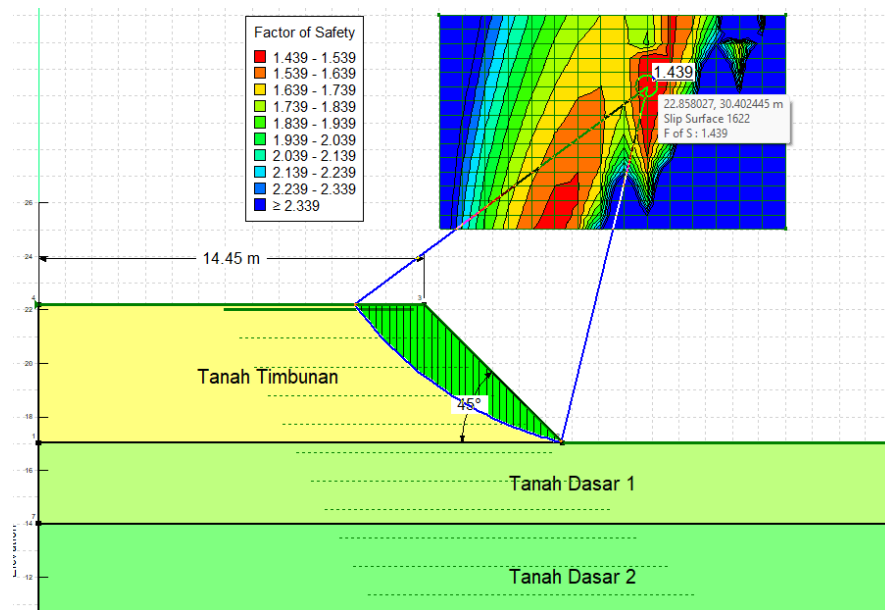 Factor of Safety
1.439 - 1.539
1.539 - 1.639
1.639 - 1.739
1.739 - 1.839
1.839 - 1.939
1.939 - 2.039
2.039 - 2.139
2.139 - 2.239
2.239 - 2.339
≥ 2.339
1.439
22.858027, 30.402445 m
Slip Surface 1622
F of S : 1.439
26
24
14.45 m
4
3
22
20
Tanah Timbunan
45°
18
1
16
Tanah Dasar 1
7
14
Elevation
12
Tanah Dasar 2